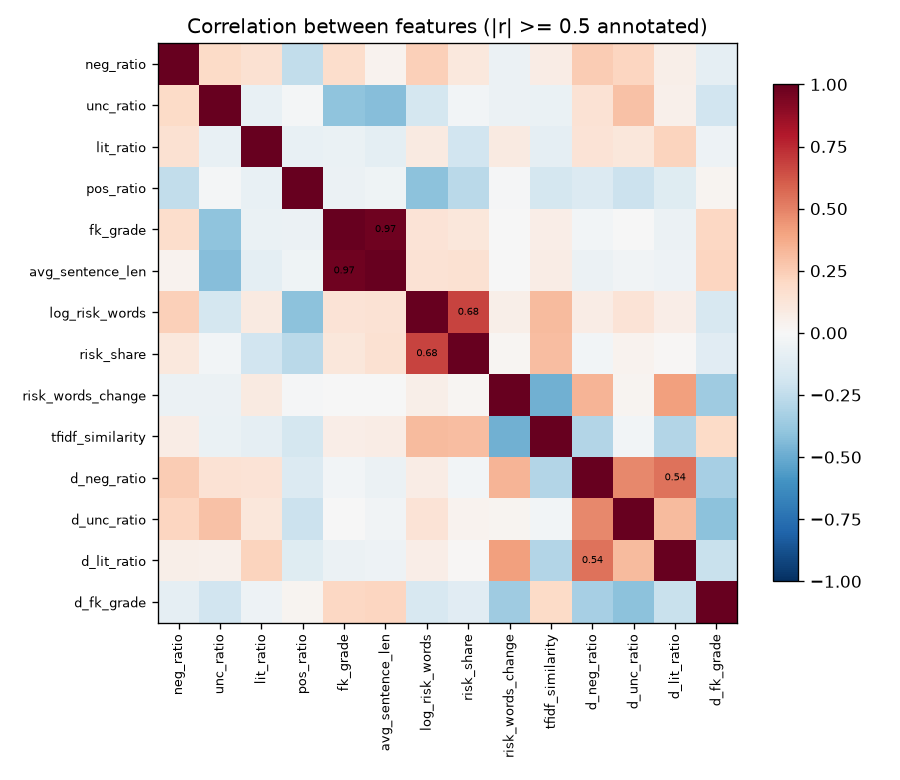 Correlation between features (|r| >= 0.5 annotated)
neg_ratio
unc_ratio
lit_ratio
pos_ratio
fk_grade
avg_sentence_len
log_risk_words
risk_share
risk_words_change
tfidf_similarity
d_neg_ratio
d_unc_ratio
d_lit_ratio
d_fk_grade
0.97
0.97
0.68
0.68
0.54
0.54
neg_ratio
unc_ratio
lit_ratio
pos_ratio
fk_grade
avg_sentence_len
log_risk_words
risk_share
risk_words_change
tfidf_similarity
d_neg_ratio
d_unc_ratio
d_lit_ratio
d_fk_grade
1.00
0.75
0.50
0.25
0.00
−0.25
−0.50
−0.75
−1.00